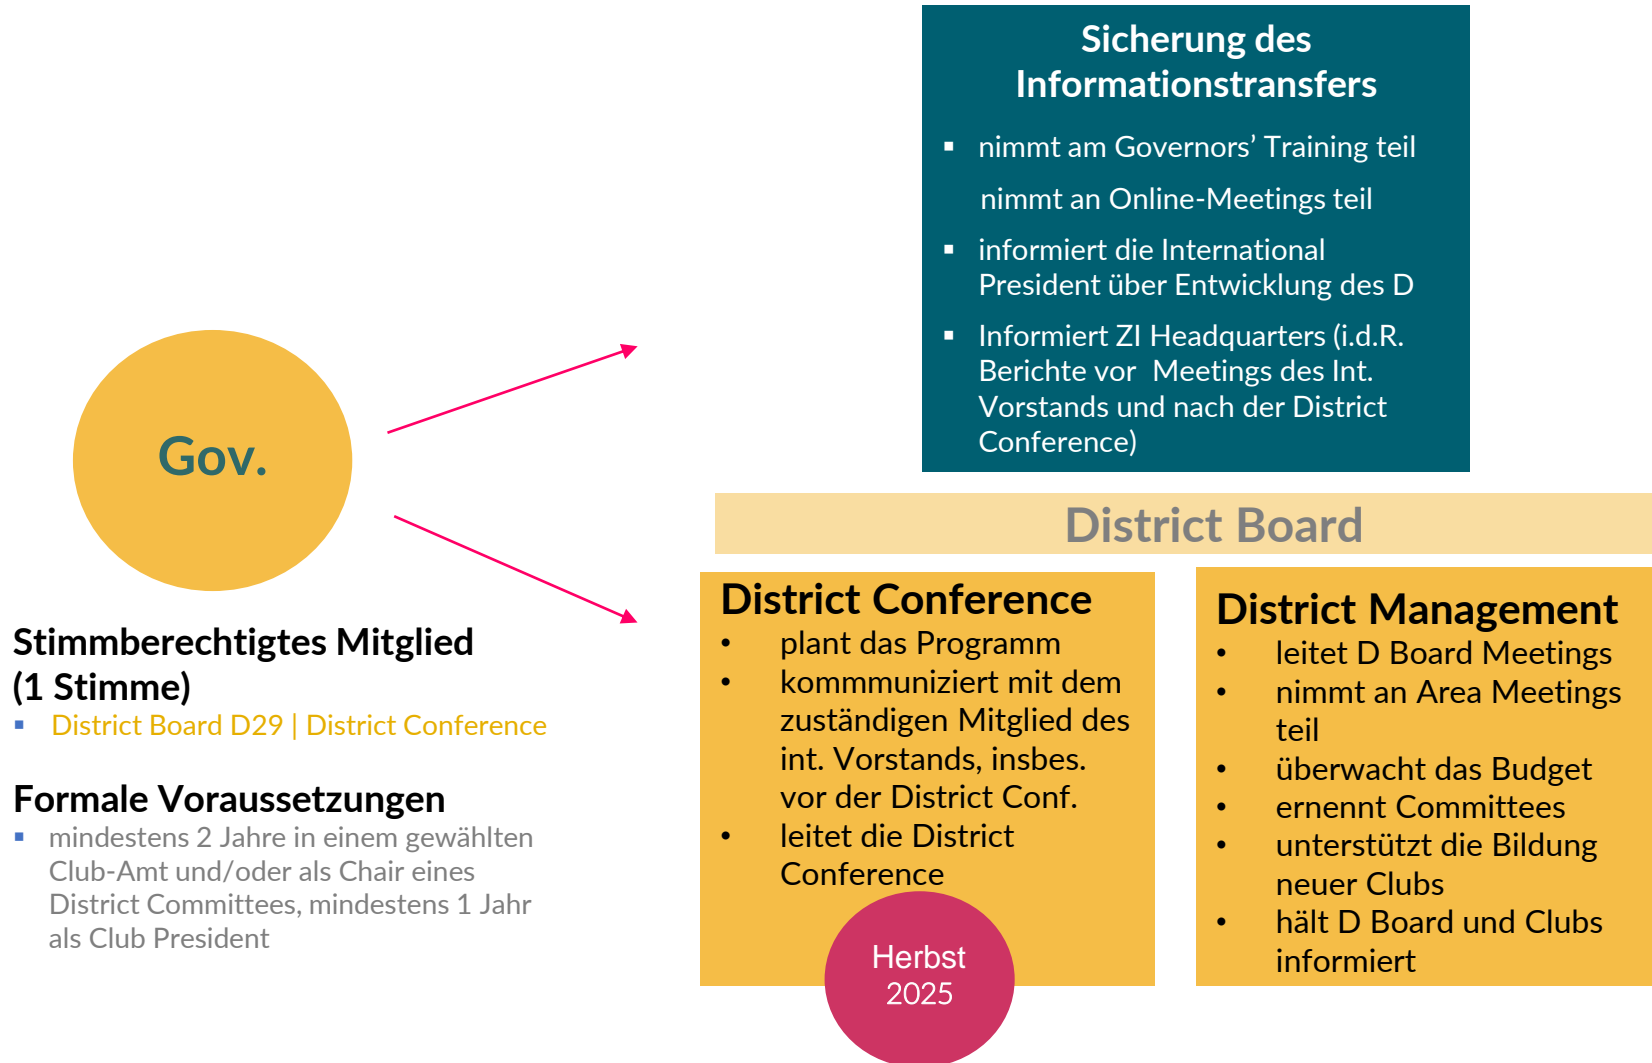 Sicherung des
Informationstransfers
▪ nimmt am Governors’ Training teil
nimmt an Online-Meetings teil
▪ informiert die International
President über Entwicklung des D
▪ Informiert ZI Headquarters (i.d.R.
Berichte vor Meetings des Int.
Vorstands und nach der District
Conference)
Gov.
Stimmberechtigtes Mitglied
(1 Stimme)
▪ District Board D29 | District Conference
Formale Voraussetzungen
▪ mindestens 2 Jahre in einem gewählten
Club-Amt und/oder als Chair eines
District Committees, mindestens 1 Jahr
als Club President
District Board
District Conference
• plant das Programm
• kommmuniziert mit dem
zuständigen Mitglied des
int. Vorstands, insbes.
vor der District Conf.
• leitet die District
Conference
Herbst
2025
District Management
• leitet D Board Meetings
• nimmt an Area Meetings
teil
• überwacht das Budget
• ernennt Committees
• unterstützt die Bildung
neuer Clubs
• hält D Board und Clubs
informiert